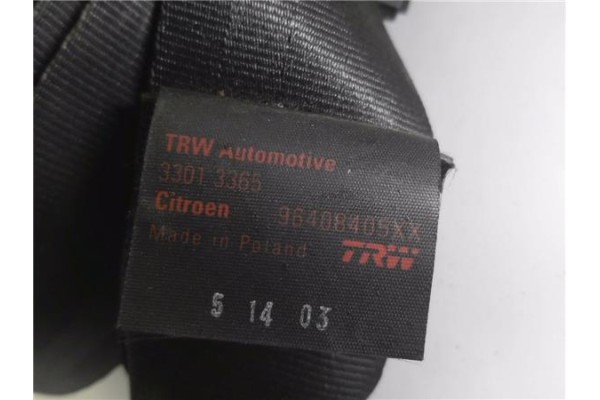 TRW Automotive
3301 3365
Citroen 96408405XX
Made in Poland TRW
5 14 03